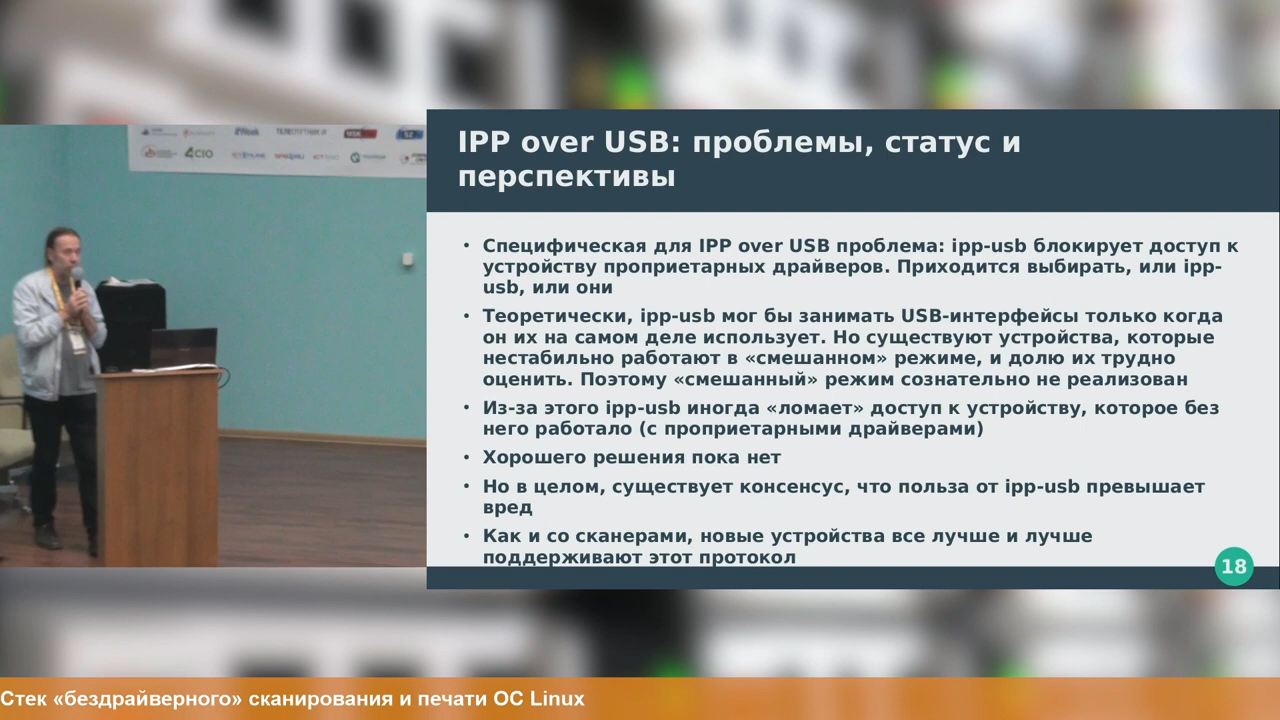 ITWeek
ТЕЛЕСПУТНИК
4CIO
IPP over USB: проблемы, статус и
перспективы
• Специфическая для IPP over USB проблема: ipp-usb блокирует доступ к
устройству проприетарных драйверов. Приходится выбирать, или ipp-
usb, или они
• Теоретически, ipp-usb мог бы занимать USB-интерфейсы только когда
он их на самом деле использует. Но существуют устройства, которые
нестабильно работают в «смешанном» режиме, и долю их трудно
оценить. Поэтому «смешанный» режим сознательно не реализован
• Из-за этого ipp-usb иногда «ломает» доступ к устройству, которое без
него работало (с проприетарными драйверами)
• Хорошего решения пока нет
• Но в целом, существует консенсус, что польза от ipp-usb превышает
вред
• Как и со сканерами, новые устройства все лучше и лучше
поддерживают этот протокол
18
Стек «бездрайверного» сканирования и печати ОС Linux